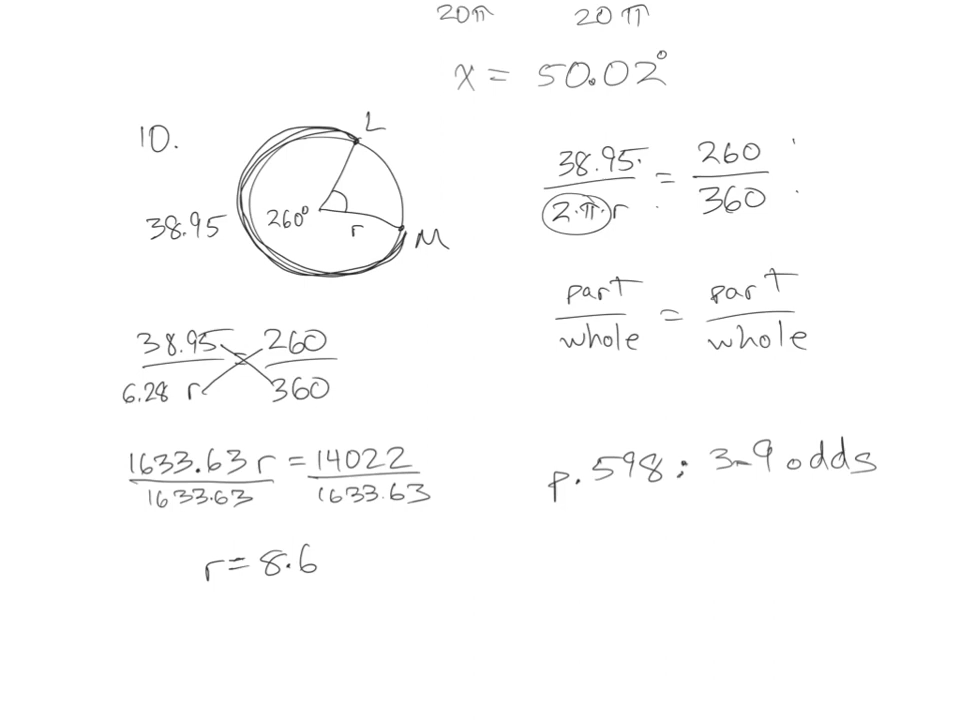 20π 20π
x = 50.02°
10.
L
38.95
260°
r
M
38.95 / 2·π·r = 260 / 360
part / whole = part / whole
38.95 / 6.28 r = 260 / 360
1633.63 r / 1633.63 = 14022 / 1633.63
r = 8.6
p. 598: 3-9 odds